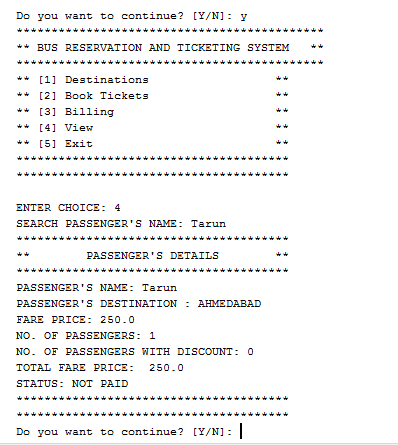 Do you want to continue? [Y/N]: y
********************************************
** BUS RESERVATION AND TICKETING SYSTEM   **
********************************************
** [1] Destinations                  **
** [2] Book Tickets                  **
** [3] Billing                       **
** [4] View                          **
** [5] Exit                          **
***************************************
***************************************
ENTER CHOICE: 4
SEARCH PASSENGER'S NAME: Tarun
***************************************
**        PASSENGER'S DETAILS        **
***************************************
PASSENGER'S NAME: Tarun
PASSENGER'S DESTINATION : AHMEDABAD
FARE PRICE: 250.0
NO. OF PASSENGERS: 1
NO. OF PASSENGERS WITH DISCOUNT: 0
TOTAL FARE PRICE:  250.0
STATUS: NOT PAID
***************************************
***************************************
Do you want to continue? [Y/N]: